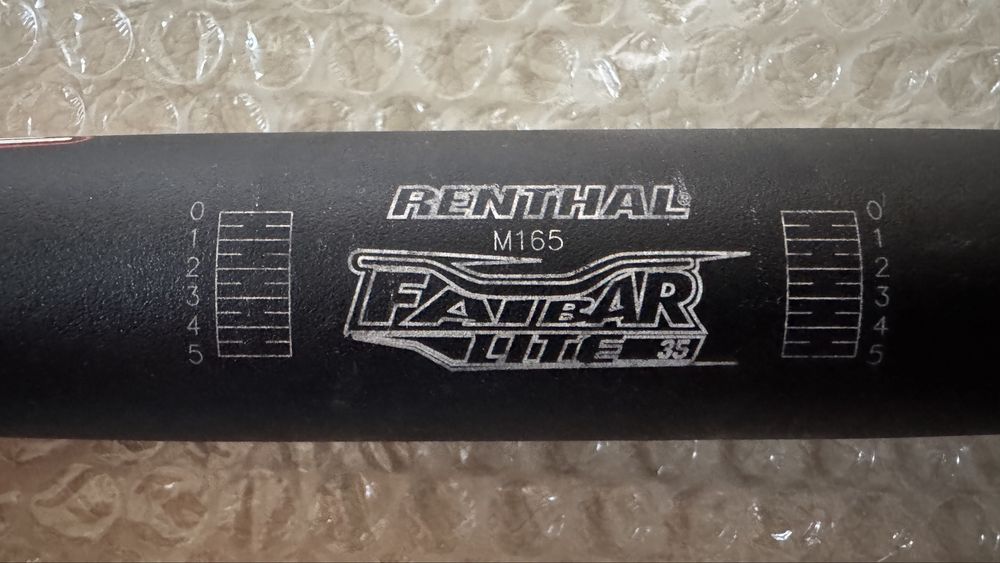 RENTHAL®
M165
FATBAR
LITE 35
0 0
1 1
2 2
3 3
4 4
5 5